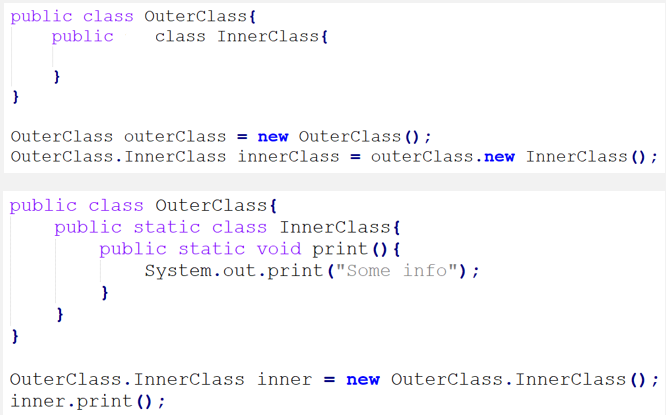 public class OuterClass{
    public    class InnerClass{

    }
}

OuterClass outerClass = new OuterClass();
OuterClass.InnerClass innerClass = outerClass.new InnerClass();

public class OuterClass{
    public static class InnerClass{
        public static void print(){
            System.out.print("Some info");
        }
    }
}

OuterClass.InnerClass inner = new OuterClass.InnerClass();
inner.print();